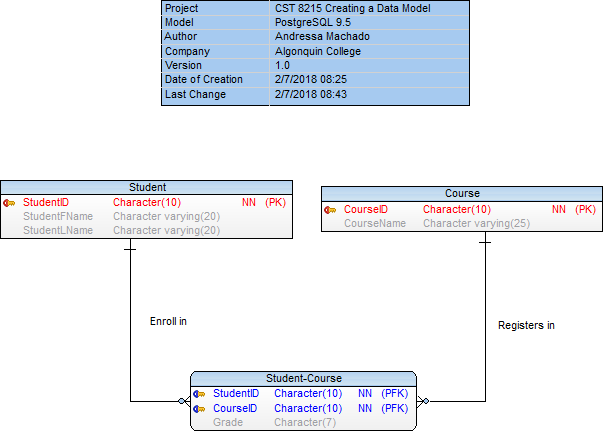 Project CST 8215 Creating a Data Model
Model PostgreSQL 9.5
Author Andressa Machado
Company Algonquin College
Version 1.0
Date of Creation 2/7/2018 08:25
Last Change 2/7/2018 08:43
Student
StudentID Character(10) NN (PK)
StudentFName Character varying(20)
StudentLName Character varying(20)
Course
CourseID Character(10) NN (PK)
CourseName Character varying(25)
Enroll in
Registers in
Student-Course
StudentID Character(10) NN (PFK)
CourseID Character(10) NN (PFK)
Grade Character(7)